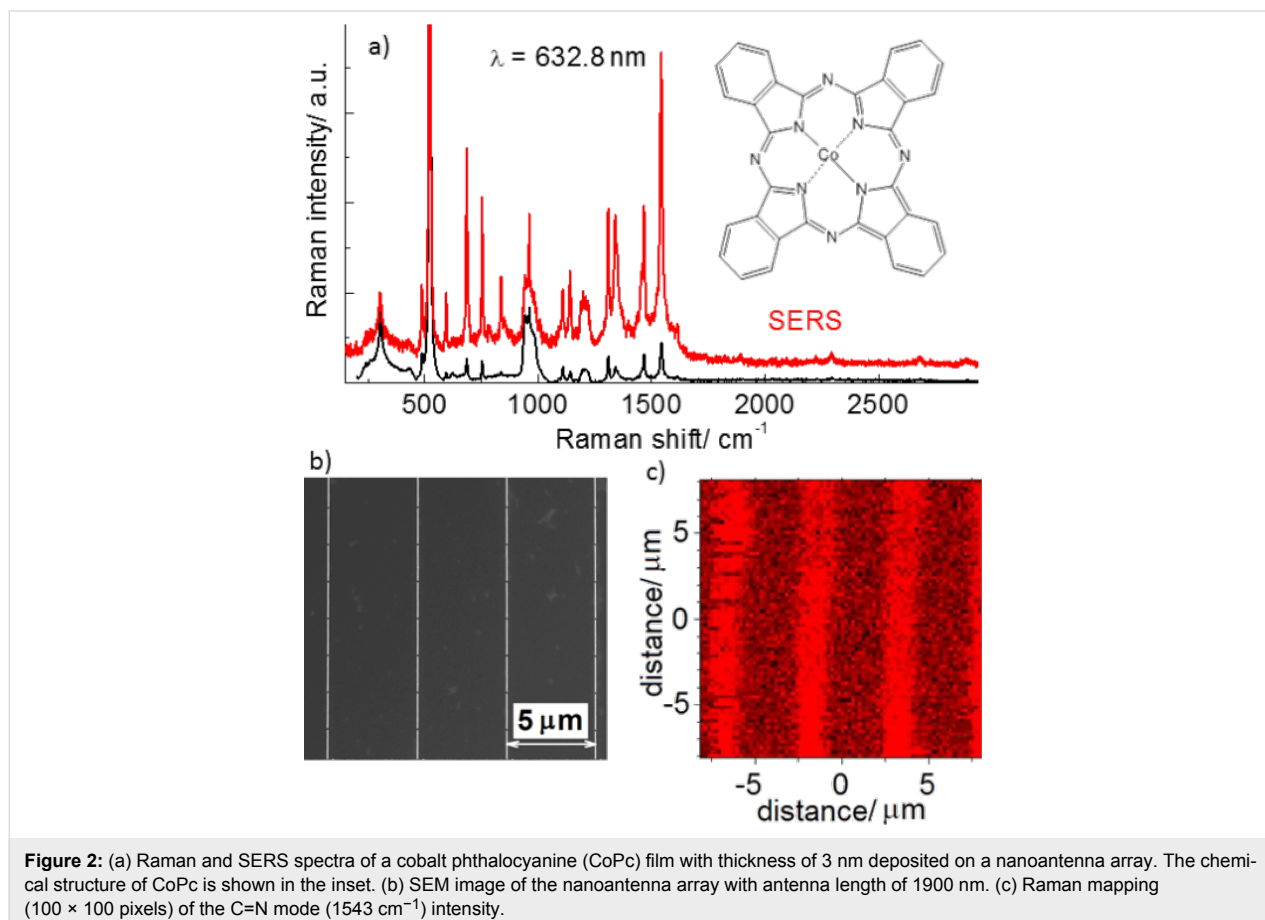 a)
λ = 632.8 nm
Raman intensity/ a.u.
N
N
N
N
Co
N
N
N
N
SERS
500 1000 1500 2000 2500
Raman shift/ cm⁻¹
b)
5 μm
c)
distance/ μm
5
0
-5
-5 0 5
distance/ μm
Figure 2: (a) Raman and SERS spectra of a cobalt phthalocyanine (CoPc) film with thickness of 3 nm deposited on a nanoantenna array. The chemi-
cal structure of CoPc is shown in the inset. (b) SEM image of the nanoantenna array with antenna length of 1900 nm. (c) Raman mapping
(100 × 100 pixels) of the C=N mode (1543 cm⁻¹) intensity.